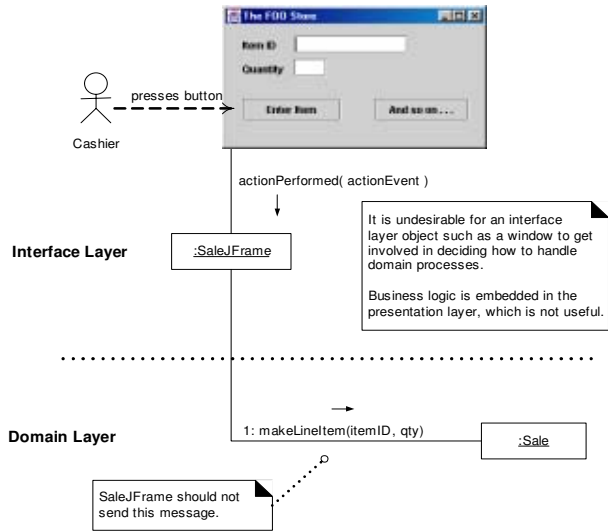 The FOO Store
Item ID
Quantity
Enter Item
And so on . . .
presses button
Cashier
actionPerformed( actionEvent )
It is undesirable for an interface
layer object such as a window to get
involved in deciding how to handle
domain processes.
Business logic is embedded in the
presentation layer, which is not useful.
Interface Layer
:SaleJFrame
Domain Layer
1: makeLineItem(itemID, qty)
:Sale
SaleJFrame should not
send this message.